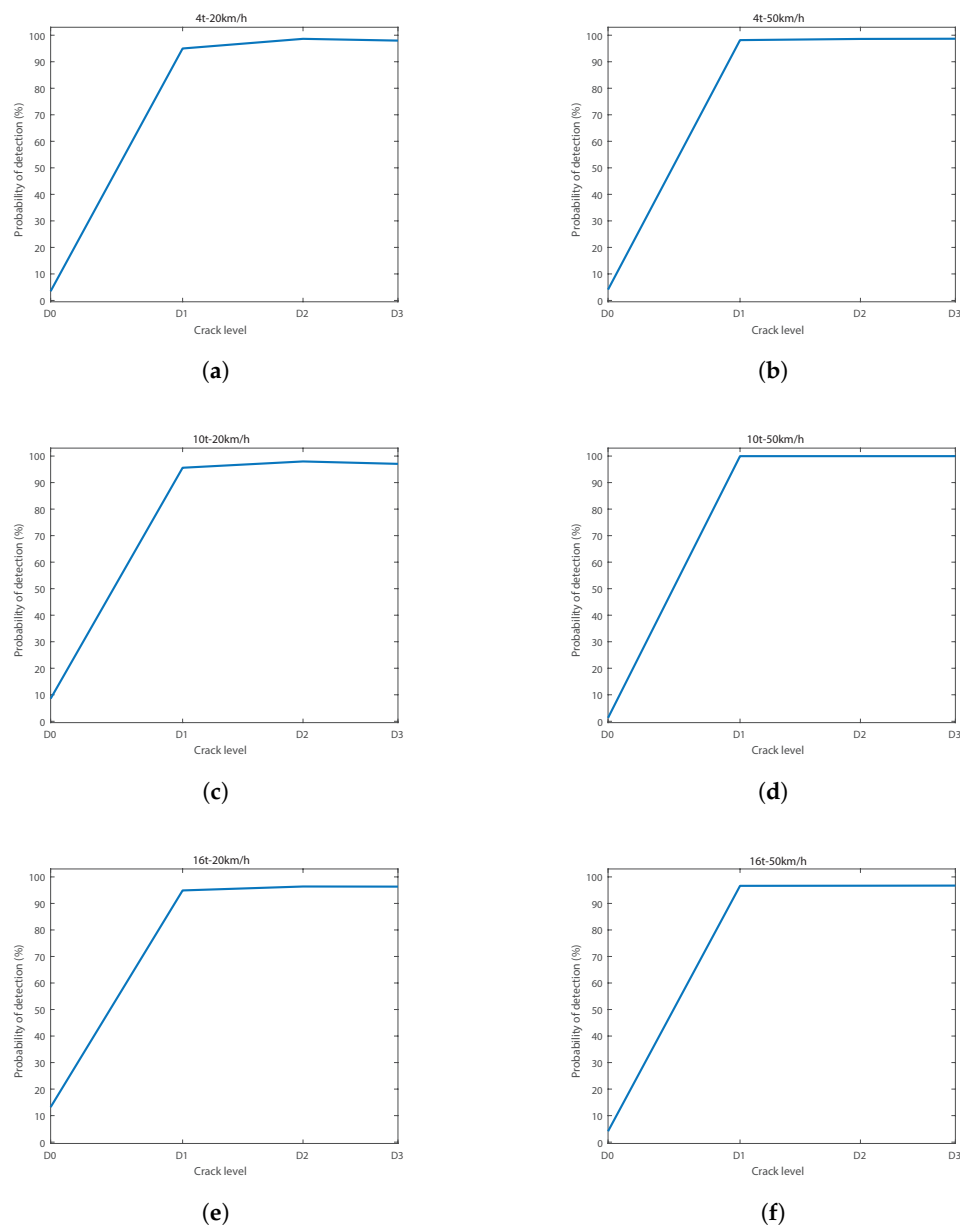 4t-20km/h
100
90
80
70
60
50
40
30
20
10
0
Probability of detection (%)
D0 D1 D2 D3
Crack level
(a)
4t-50km/h
100
90
80
70
60
50
40
30
20
10
0
Probability of detection (%)
D0 D1 D2 D3
Crack level
(b)
10t-20km/h
100
90
80
70
60
50
40
30
20
10
0
Probability of detection (%)
D0 D1 D2 D3
Crack level
(c)
10t-50km/h
100
90
80
70
60
50
40
30
20
10
0
Probability of detection (%)
D0 D1 D2 D3
Crack level
(d)
16t-20km/h
100
90
80
70
60
50
40
30
20
10
0
Probability of detection (%)
D0 D1 D2 D3
Crack level
(e)
16t-50km/h
100
90
80
70
60
50
40
30
20
10
0
Probability of detection (%)
D0 D1 D2 D3
Crack level
(f)